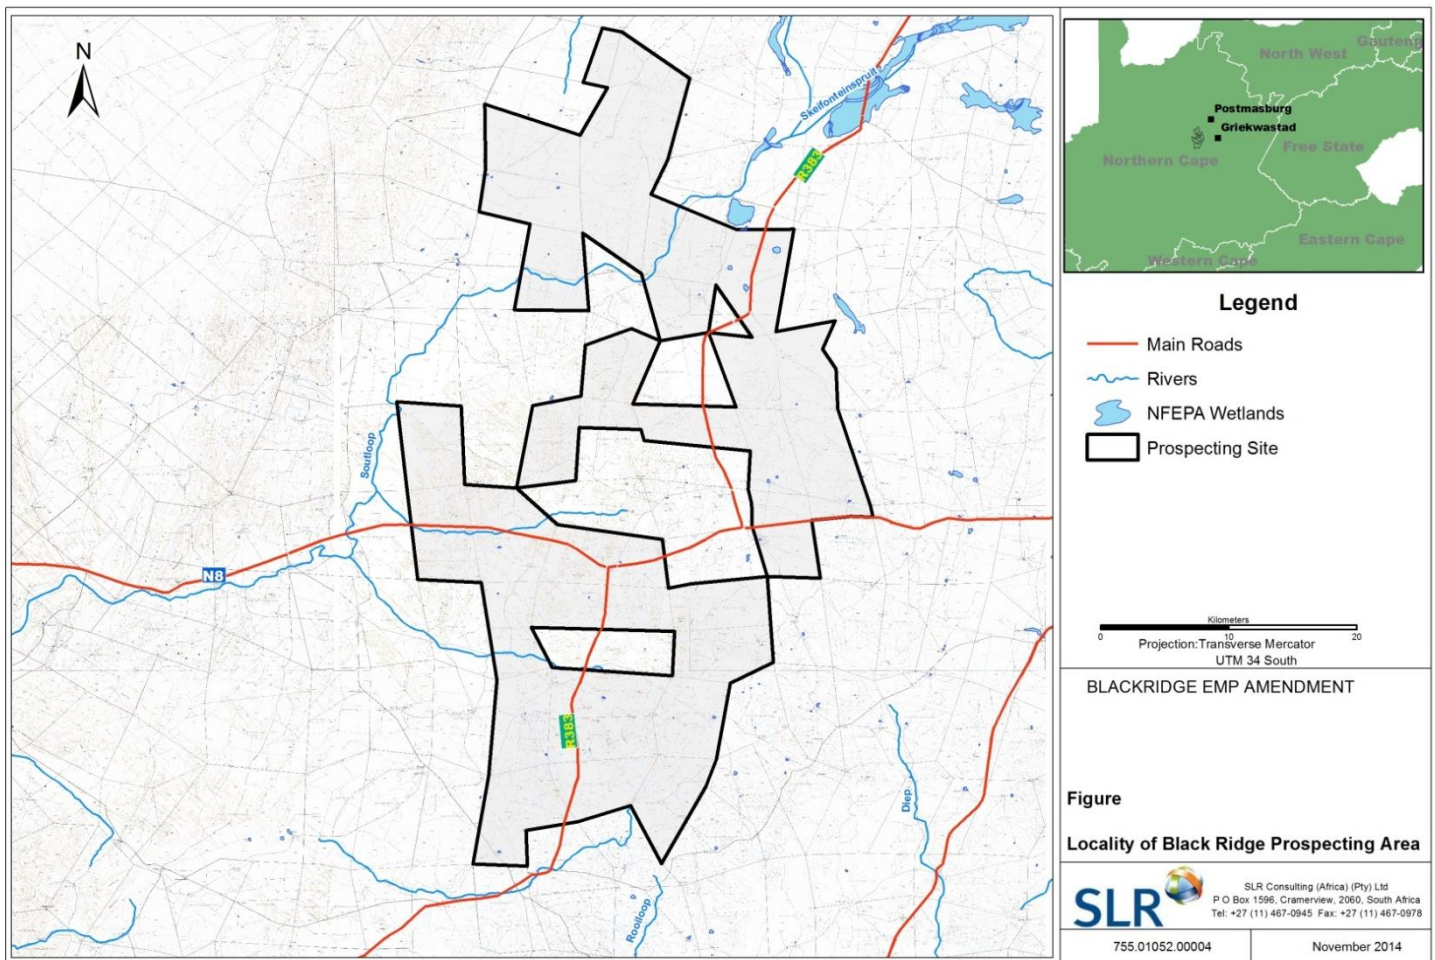 N
Skeifonteinspruit
R383
Soutloop
N8
R383
Diep
Rooiloop
Gauteng
North West
Postmasburg
Griekwastad
Free State
Northern Cape
Eastern Cape
Western Cape
Legend
Main Roads
Rivers
NFEPA Wetlands
Prospecting Site
Kilometers
0 10 20
Projection:Transverse Mercator
UTM 34 South
BLACKRIDGE EMP AMENDMENT
Figure
Locality of Black Ridge Prospecting Area
SLR
SLR Consulting (Africa) (Pty) Ltd
P O Box 1596, Cramerview, 2060, South Africa
Tel: +27 (11) 467-0945 Fax: +27 (11) 467-0978
755.01052.00004
November 2014